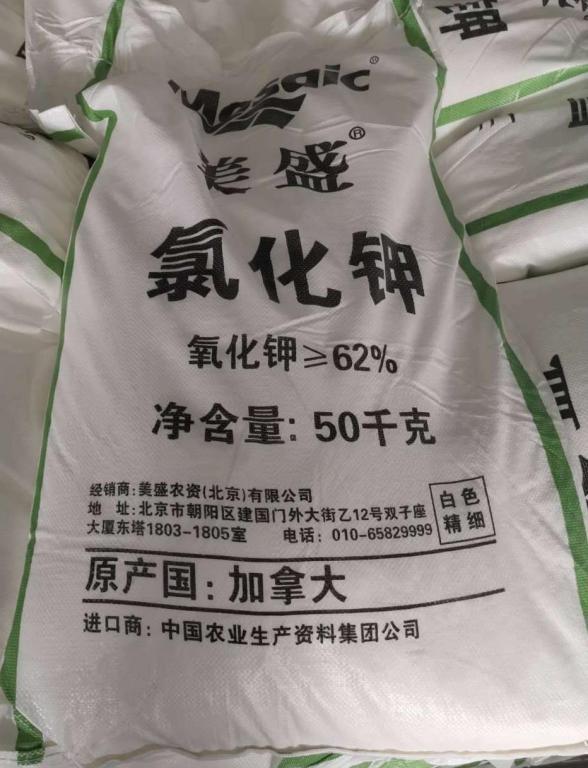 Mosaic®
美盛®
氯化钾
氧化钾≥62%
净含量: 50千克
经销商:美盛农资(北京)有限公司
地 址:北京市朝阳区建国门外大街乙12号双子座
大厦东塔1803-1805室 电话: 010-65829999
白色
精细
原产国: 加拿大
进口商: 中国农业生产资料集团公司